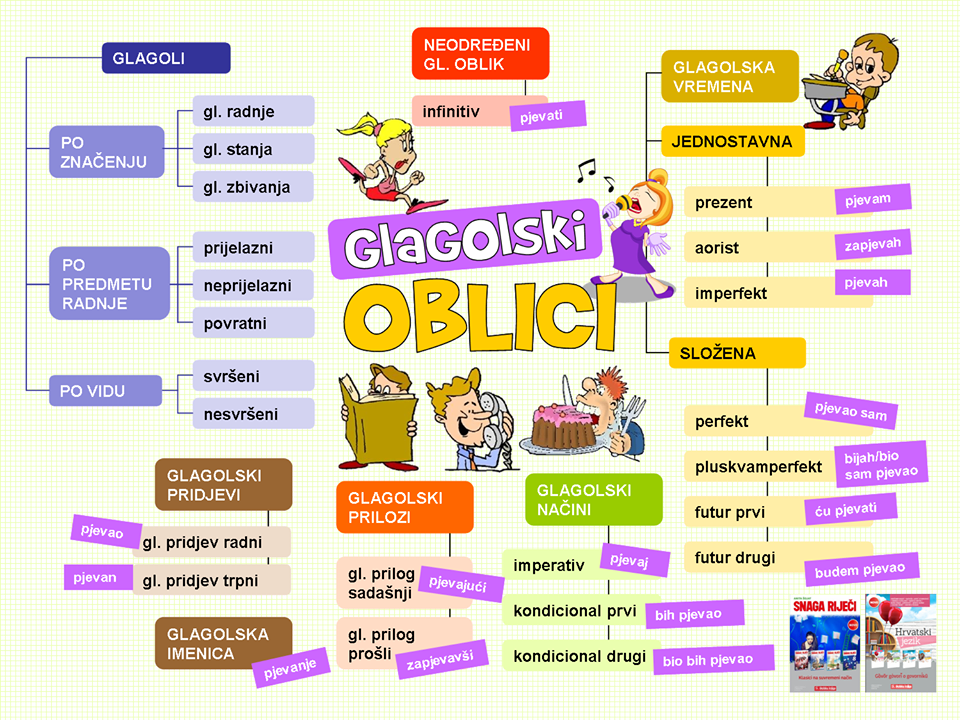 GLAGOLI
PO
ZNAČENJU
gl. radnje
gl. stanja
gl. zbivanja
PO
PREDMETU
RADNJE
prijelazni
neprijelazni
povratni
PO VIDU
svršeni
nesvršeni
NEODREĐENI
GL. OBLIK
infinitiv
pjevati
GLAGOLSKI
OBLICI
GLAGOLSKA
VREMENA
JEDNOSTAVNA
prezent
pjevam
aorist
zapjevah
imperfekt
pjevah
SLOŽENA
perfekt
pjevao sam
pluskvamperfekt
bijah/bio
sam pjevao
futur prvi
ću pjevati
futur drugi
budem pjevao
GLAGOLSKI
PRIDJEVI
pjevao
gl. pridjev radni
pjevan
gl. pridjev trpni
GLAGOLSKA
IMENICA
pjevanje
GLAGOLSKI
PRILOZI
gl. prilog
sadašnji
pjevajući
gl. prilog
prošli
zapjevavši
GLAGOLSKI
NAČINI
imperativ
pjevaj
kondicional prvi
bih pjevao
kondicional drugi
bio bih pjevao
SNAGA RIJEČI
Hrvatski
jezik